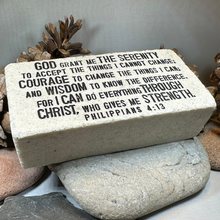 GOD GRANT ME THE SERENITY
TO ACCEPT THE THINGS I CANNOT CHANGE;
COURAGE TO CHANGE THE THINGS I CAN;
AND WISDOM TO KNOW THE DIFFERENCE.
FOR I CAN DO EVERYTHING THROUGH
CHRIST, WHO GIVES ME STRENGTH.
PHILIPPIANS 4:13